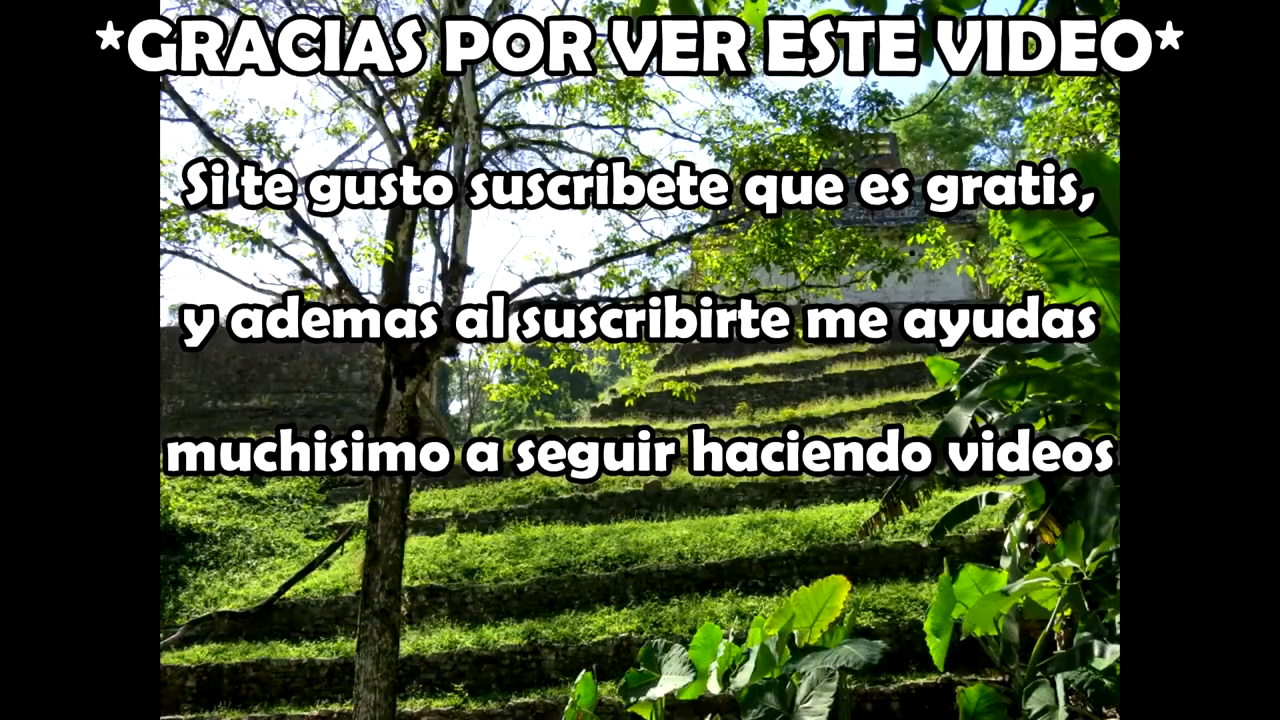 *GRACIAS POR VER ESTE VIDEO*
Si te gusto suscribete que es gratis,
y ademas al suscribirte me ayudas
muchisimo a seguir haciendo videos